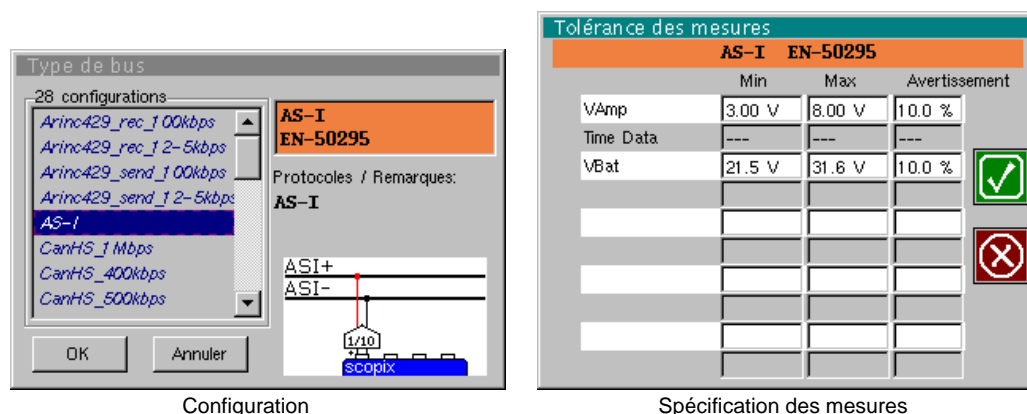 Type de bus
28 configurations
Arinc429_rec_100kbps
Arinc429_rec_12-5kbps
Arinc429_send_100kbps
Arinc429_send_12-5kbps
AS-I
CanHS_1Mbps
CanHS_400kbps
CanHS_500kbps
OK Annuler
AS-I
EN-50295
Protocoles / Remarques:
AS-I
ASI+
ASI-
1/10
scopix
Configuration
Tolérance des mesures
AS-I EN-50295
Min Max Avertissement
VAmp 3.00 V 8.00 V 10.0 %
Time Data --- --- ---
VBat 21.5 V 31.6 V 10.0 %
Spécification des mesures